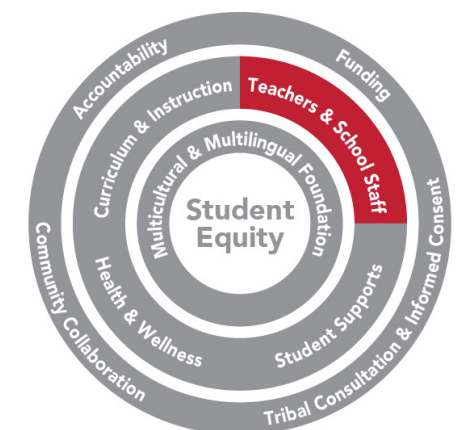 Accountability
Funding
Tribal Consultation & Informed Consent
Community Collaboration
Curriculum & Instruction
Teachers & School Staff
Student Supports
Health & Wellness
Multicultural & Multilingual Foundation
Student
Equity